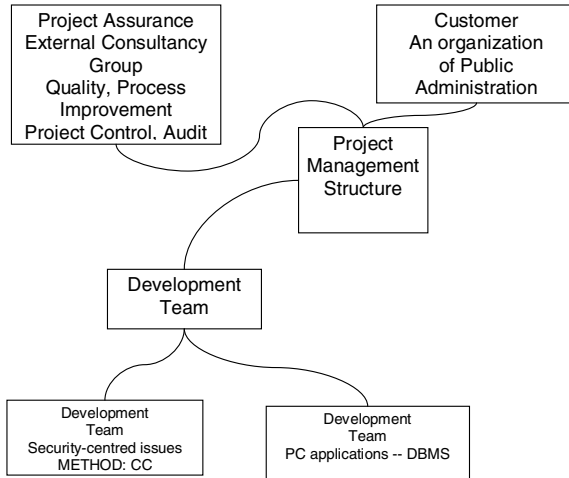 Project Assurance
External Consultancy
Group
Quality, Process
Improvement
Project Control, Audit
Customer
An organization
of Public
Administration
Project
Management
Structure
Development
Team
Development
Team
Security-centred issues
METHOD: CC
Development
Team
PC applications -- DBMS